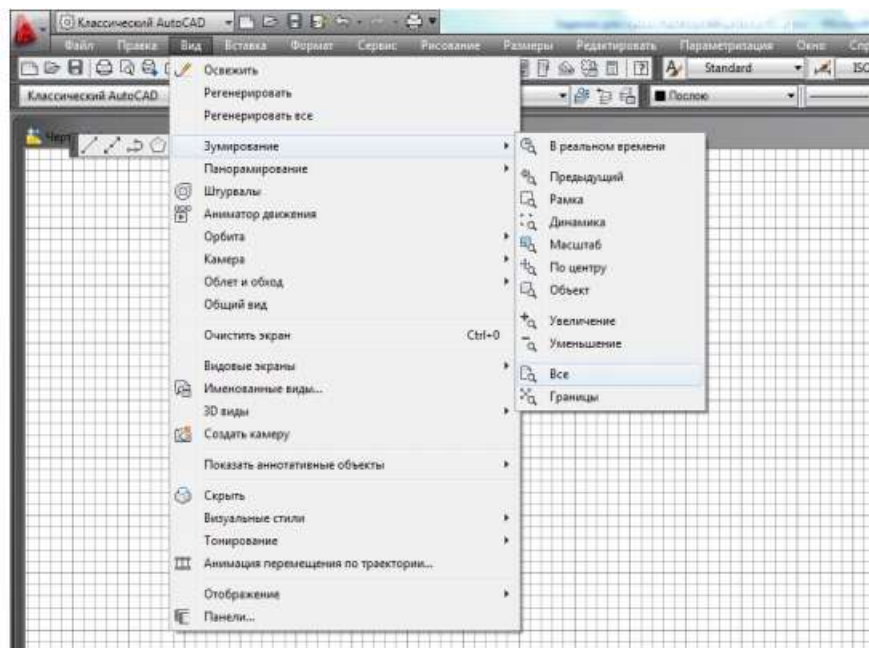 Классический AutoCAD
Файл Правка Вид Вставка Формат Сервис Рисование Размеры Редактировать Параметризация Окно Спр
Standard ISO
Классический AutoCAD
Послою
Черт
Освежить
Регенерировать
Регенерировать все
Зумирование
Панорамирование
Штурвалы
Аниматор движения
Орбита
Камера
Облет и обход
Общий вид
Очистить экран Ctrl+0
Видовые экраны
Именованные виды...
3D виды
Создать камеру
Показать аннотативные объекты
Скрыть
Визуальные стили
Тонирование
Анимация перемещения по траектории...
Отображение
Панели...
В реальном времени
Предыдущий
Рамка
Динамика
Масштаб
По центру
Объект
Увеличение
Уменьшение
Все
Границы